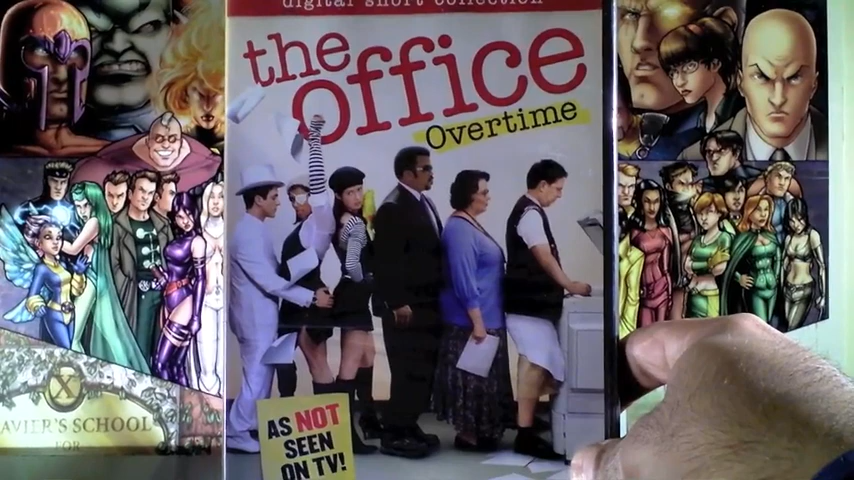 digital short collection
the
office
Overtime
AS NOT
SEEN
ON TV!
X
AVIER'S SCHOOL
FOR